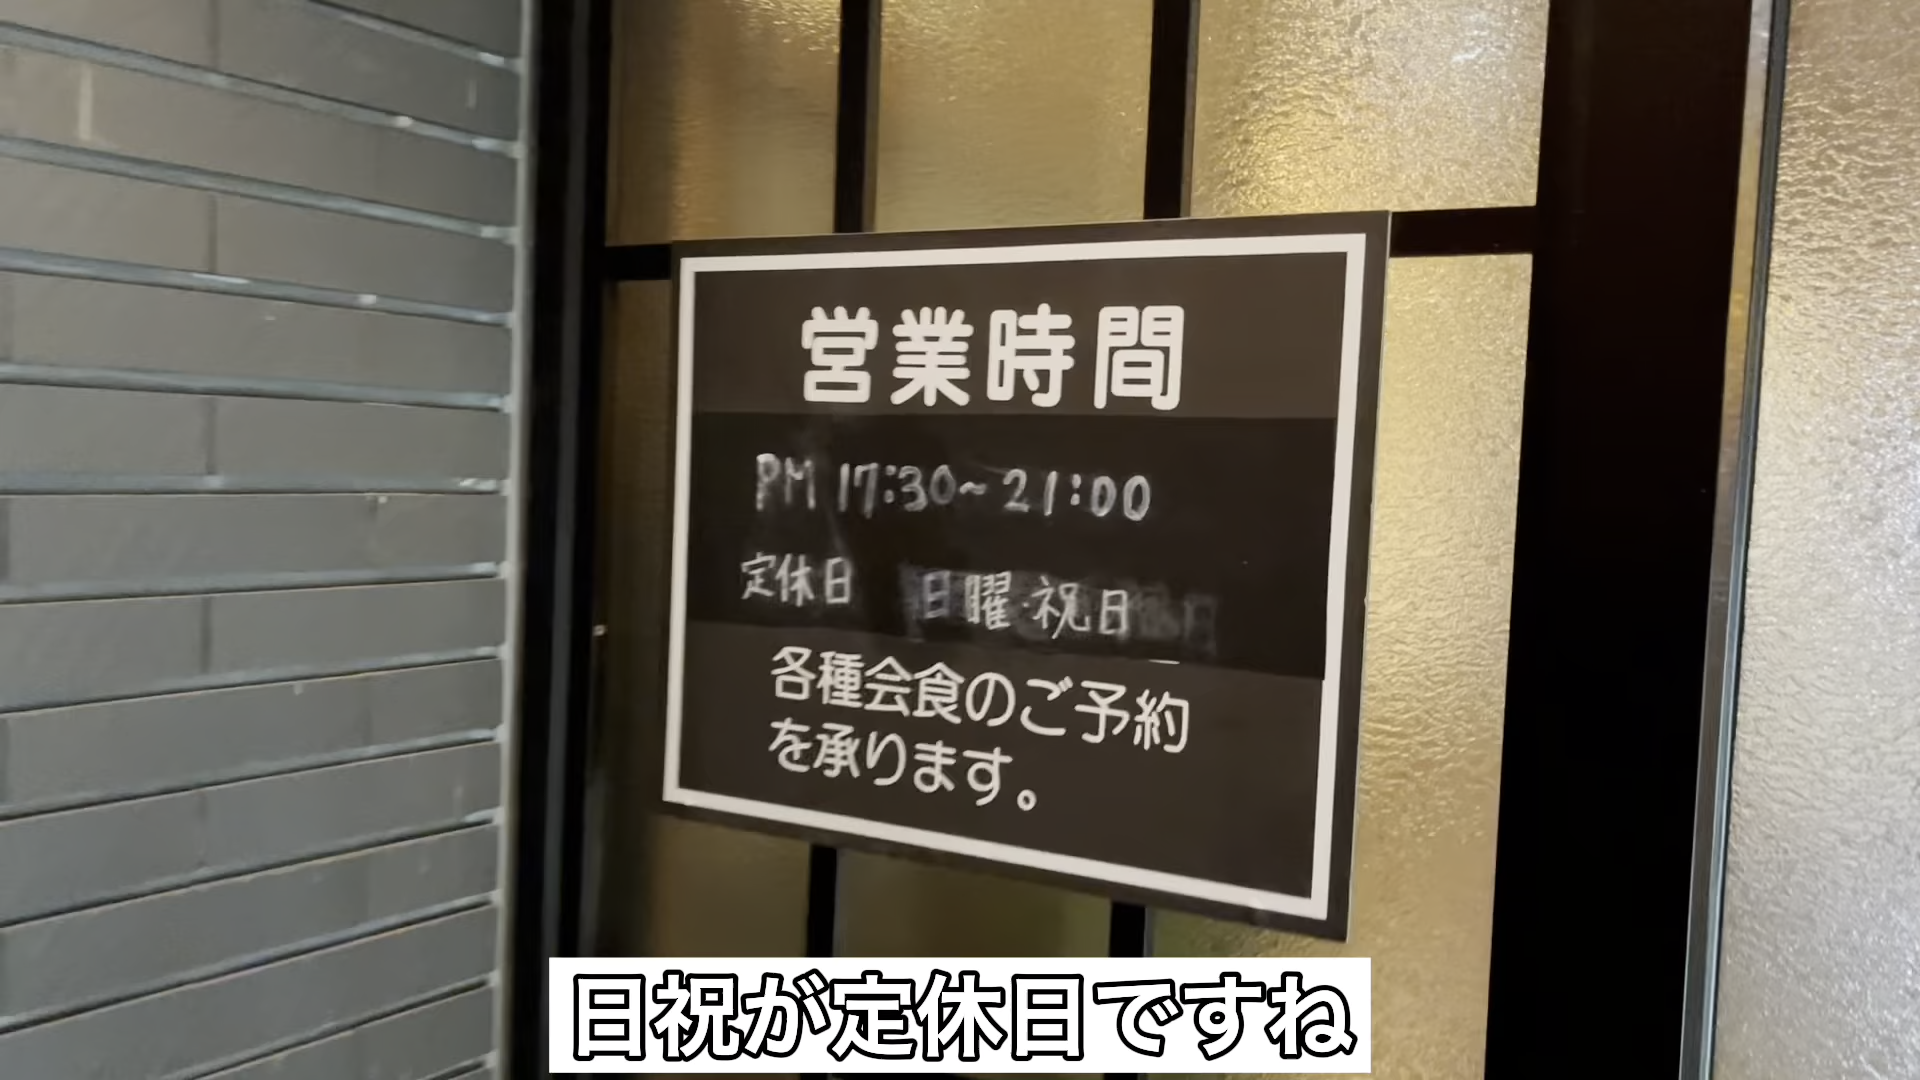 営業時間
PM 17:30~21:00
定休日 日曜・祝日
各種会食のご予約
を承ります。
日祝が定休日ですね